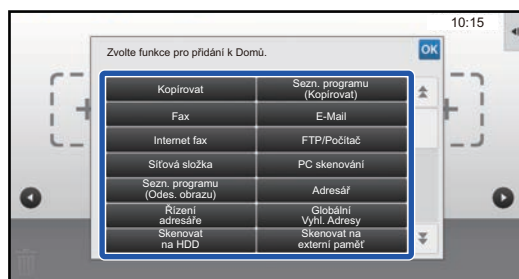 10:15
Zvolte funkce pro přidání k Domů.
OK
Kopírovat
Sezn. programu
(Kopírovat)
Fax
E-Mail
Internet fax
FTP/Počítač
Síťová složka
PC skenování
Sezn. programu
(Odes. obrazu)
Adresář
Řízení
adresáře
Globální
Vyhl. Adresy
Skenovat
na HDD
Skenovat na
externí paměť